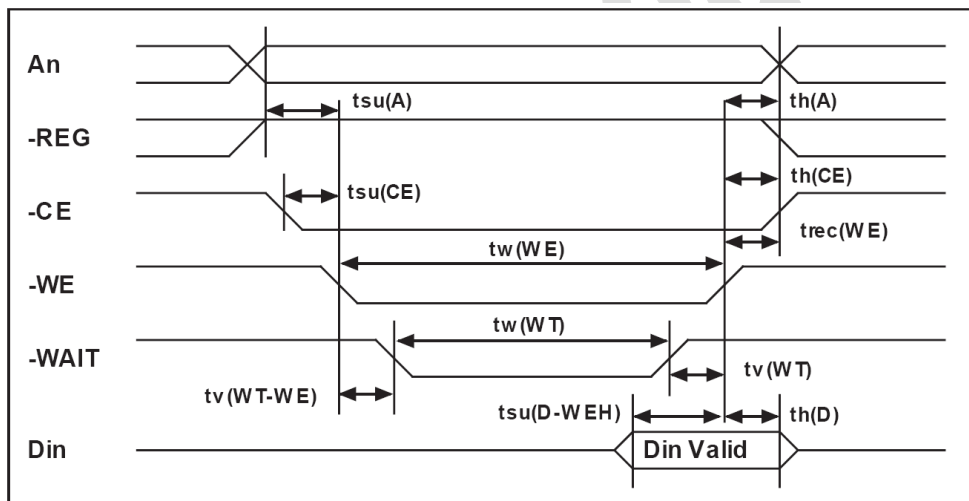 An
tsu(A)
th(A)
-REG
tsu(CE)
th(CE)
-CE
trec(WE)
tw(WE)
-WE
tw(WT)
-WAIT
tv(WT-WE)
tv(WT)
tsu(D-WEH)
th(D)
Din
Din Valid